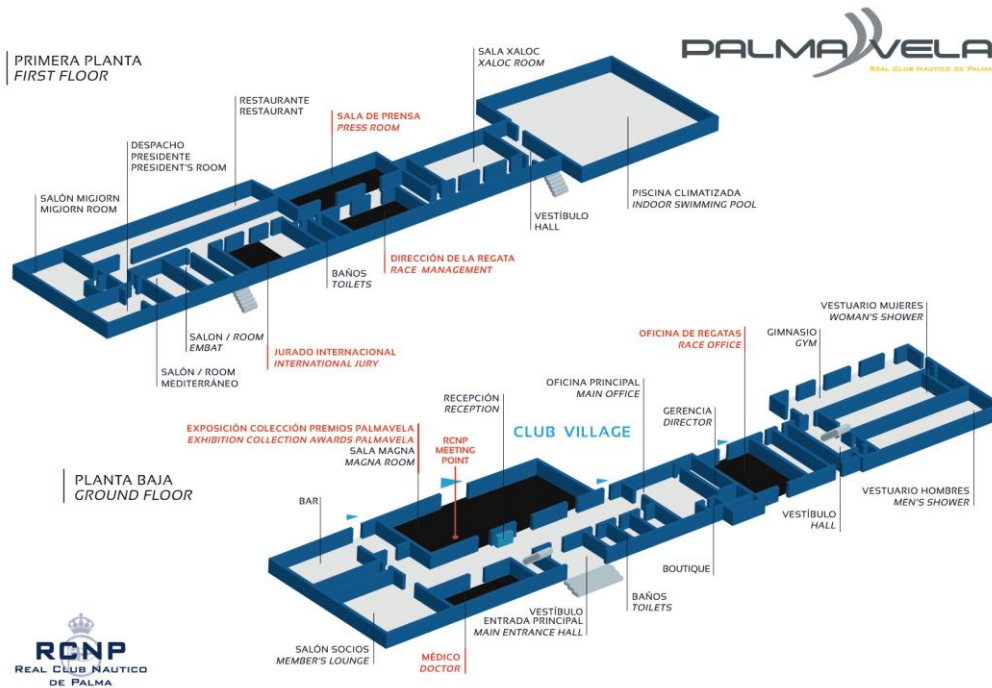 PALMAVELA
REAL CLUB NAUTICO DE PALMA
PRIMERA PLANTA
FIRST FLOOR
SALA XALOC
XALOC ROOM
RESTAURANTE
RESTAURANT
SALA DE PRENSA
PRESS ROOM
DESPACHO
PRESIDENTE
PRESIDENT'S ROOM
SALÓN MIGJORN
MIGJORN ROOM
PISCINA CLIMATIZADA
INDOOR SWIMMING POOL
VESTÍBULO
HALL
DIRECCIÓN DE LA REGATA
RACE MANAGEMENT
BAÑOS
TOILETS
SALON / ROOM
EMBAT
JURADO INTERNACIONAL
INTERNATIONAL JURY
SALÓN / ROOM
MEDITERRÁNEO
VESTUARIO MUJERES
WOMAN'S SHOWER
GIMNASIO
GYM
OFICINA DE REGATAS
RACE OFFICE
OFICINA PRINCIPAL
MAIN OFFICE
RECEPCIÓN
RECEPTION
GERENCIA
DIRECTOR
EXPOSICIÓN COLECCIÓN PREMIOS PALMAVELA
EXHIBITION COLLECTION AWARDS PALMAVELA
SALA MAGNA
MAGNA ROOM
RCNP
MEETING
POINT
CLUB VILLAGE
PLANTA BAJA
GROUND FLOOR
BAR
VESTUARIO HOMBRES
MEN'S SHOWER
VESTÍBULO
HALL
BOUTIQUE
BAÑOS
TOILETS
VESTÍBULO
ENTRADA PRINCIPAL
MAIN ENTRANCE HALL
SALÓN SOCIOS
MEMBER'S LOUNGE
MÉDICO
DOCTOR
RCNP
REAL CLUB NAUTICO
DE PALMA